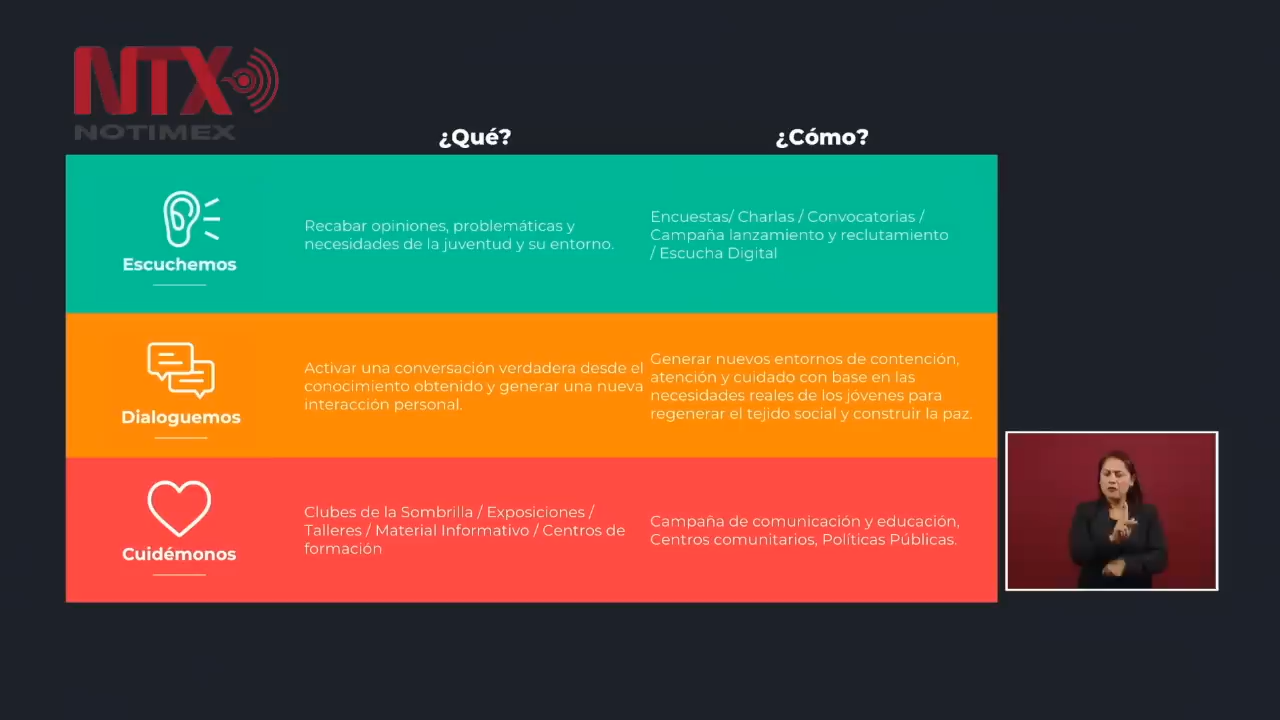 NTX
NOTIMEX
¿Qué?
¿Cómo?
Escuchemos
Recabar opiniones, problemáticas y
necesidades de la juventud y su entorno.
Encuestas/ Charlas / Convocatorias /
Campaña lanzamiento y reclutamiento
/ Escucha Digital
Dialoguemos
Activar una conversación verdadera desde el
conocimiento obtenido y generar una nueva
interacción personal.
Generar nuevos entornos de contención,
atención y cuidado con base en las
necesidades reales de los jóvenes para
regenerar el tejido social y construir la paz.
Cuidémonos
Clubes de la Sombrilla / Exposiciones /
Talleres / Material Informativo / Centros de
formación
Campaña de comunicación y educación,
Centros comunitarios, Políticas Públicas.